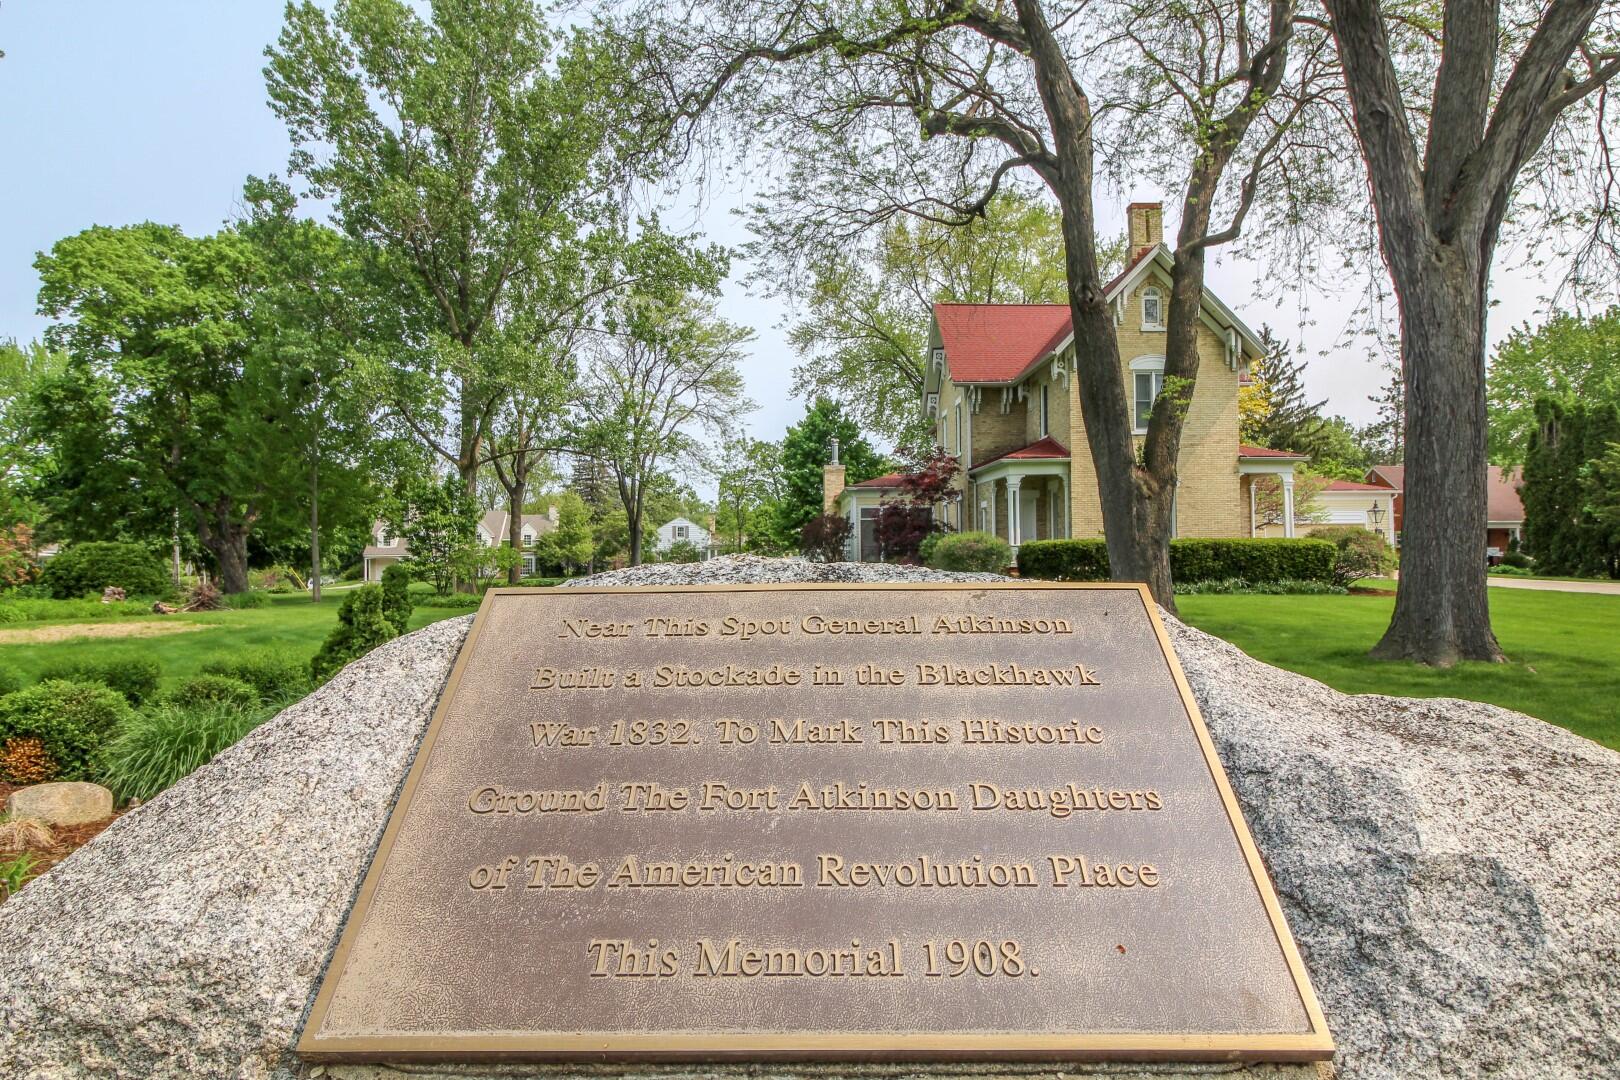 Near This Spot General Atkinson
Built a Stockade in the Blackhawk
War 1832. To Mark This Historic
Ground The Fort Atkinson Daughters
of The American Revolution Place
This Memorial 1908.